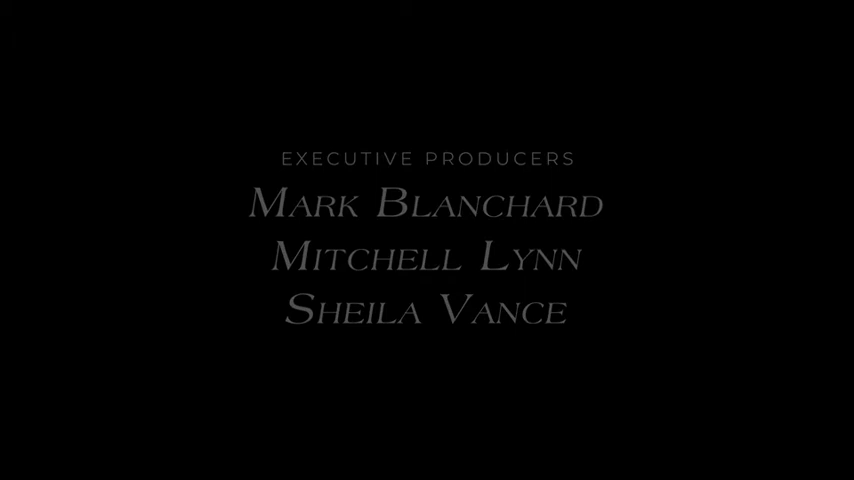 EXECUTIVE PRODUCERS
MARK BLANCHARD
MITCHELL LYNN
SHEILA VANCE